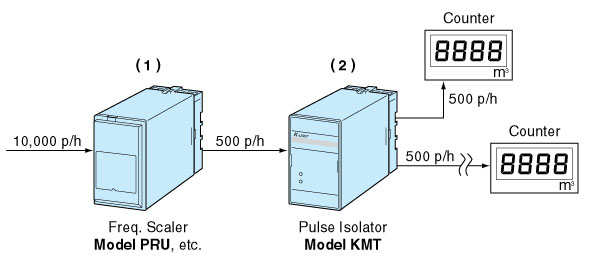 Counter
8888
m³
(1)
(2)
500 p/h
10,000 p/h
500 p/h
500 p/h
Counter
8888
m³
K-UNIT
Freq. Scaler
Model PRU, etc.
Pulse Isolator
Model KMT